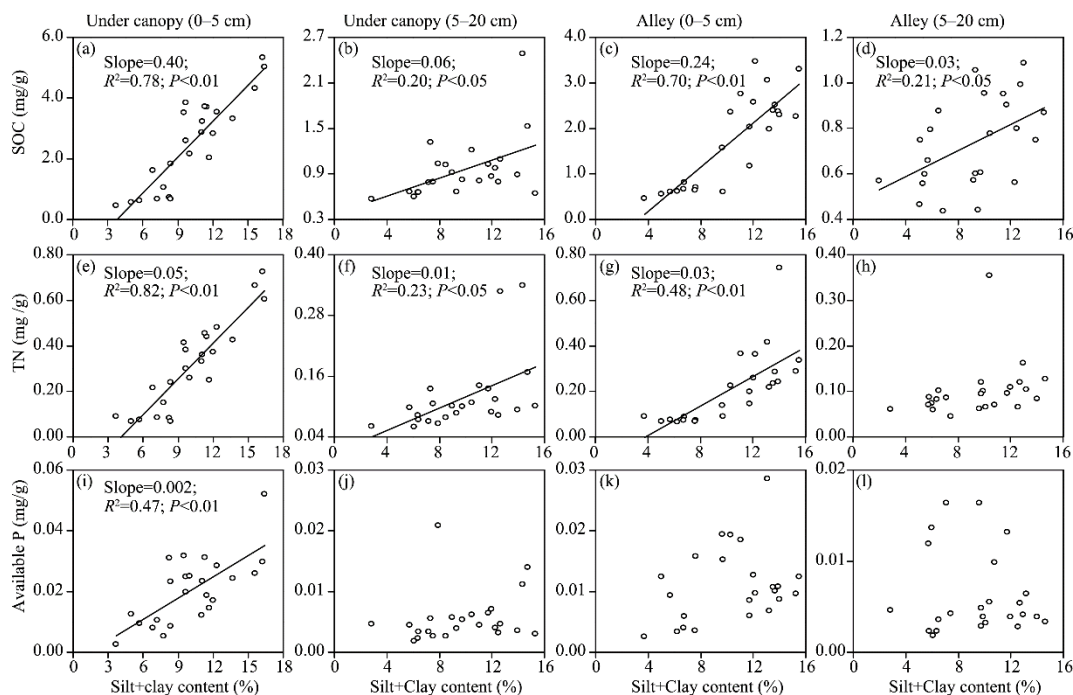 Under canopy (0–5 cm) Under canopy (5–20 cm) Alley (0–5 cm) Alley (5–20 cm)
6.0 2.7 4.0 1.2
(a) (b) (c) (d)
Slope=0.40; Slope=0.06; Slope=0.24; Slope=0.03;
R²=0.78; P<0.01 R²=0.20; P<0.05 R²=0.70; P<0.01 R²=0.21; P<0.05
2.1 3.0 1.0
4.0
SOC (mg/g)
1.5 2.0 0.8
2.0
0.9 1.0 0.6
0.0 0.3 0.0 0.4
0 3 6 9 12 15 18 0 4 8 12 16 0 4 8 12 16 0 4 8 12 16
0.80 0.40 0.80 0.40
(e) (f) (g) (h)
Slope=0.05; Slope=0.01; Slope=0.03;
R²=0.82; P<0.01 R²=0.23; P<0.05 R²=0.48; P<0.01
0.60 0.28 0.60 0.30
TN (mg /g)
0.40 0.40 0.20
0.20 0.16 0.20 0.10
0.00 0.04 0.00 0.00
0 3 6 9 12 15 18 0 4 8 12 16 0 4 8 12 16 0 4 8 12 16
0.06 0.03 0.03 0.02
(i) (j) (k) (l)
Slope=0.002;
R²=0.47; P<0.01
0.04 0.02 0.02
Available P (mg/g)
0.01
0.02 0.01 0.01
0.00 0.00 0.00 0.00
0 3 6 9 12 15 18 0 4 8 12 16 0 4 8 12 16 0 4 8 12 16
Silt+Clay content (%) Silt+Clay content (%) Silt+Clay content (%) Silt+Clay content (%)